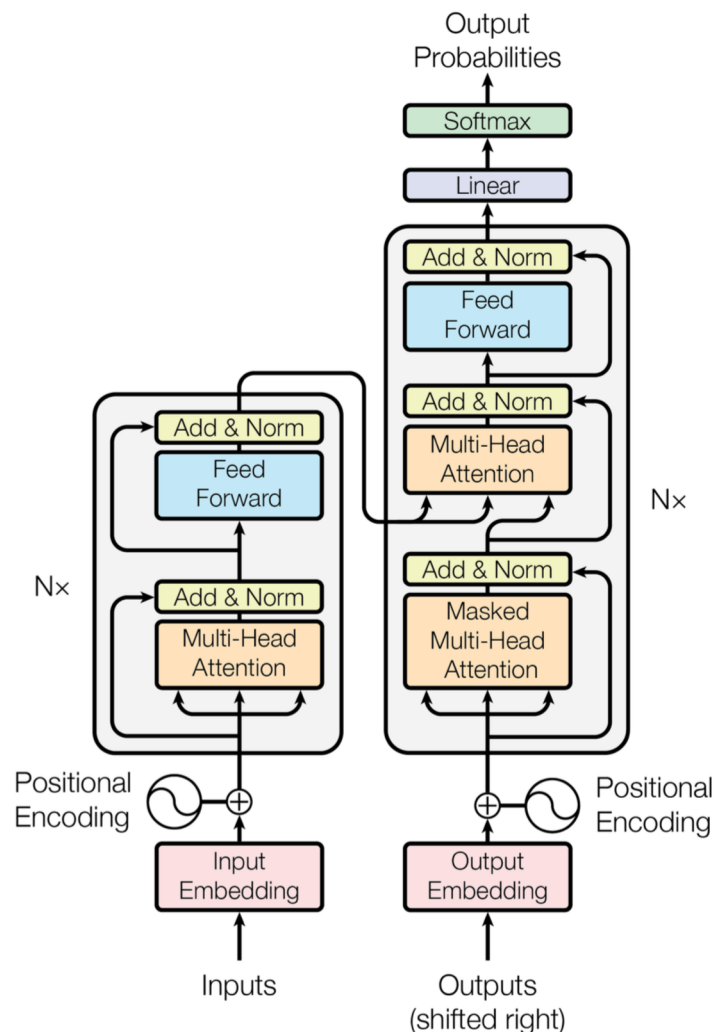 Output
Probabilities
Softmax
Linear
Add & Norm
Feed
Forward
Add & Norm
Multi-Head
Attention
Add & Norm
Masked
Multi-Head
Attention
N×
Add & Norm
Feed
Forward
Add & Norm
Multi-Head
Attention
N×
Positional
Encoding
Positional
Encoding
Input
Embedding
Output
Embedding
Inputs
Outputs
(shifted right)